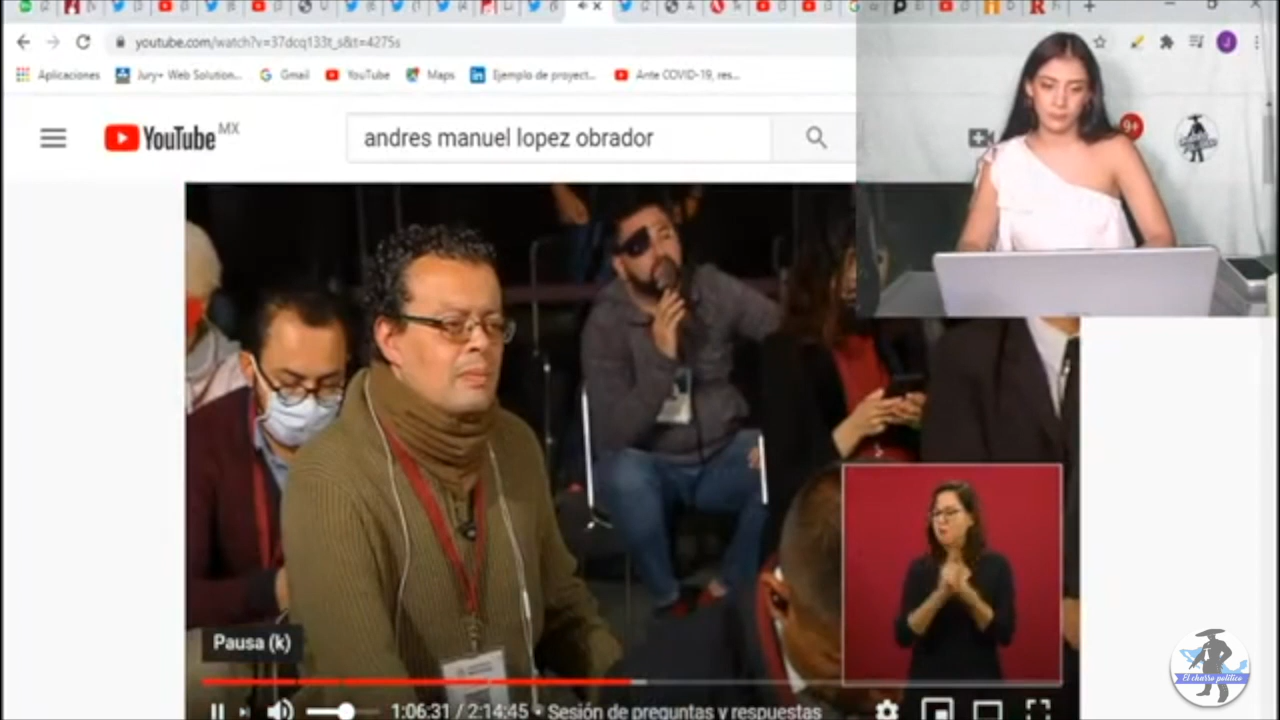 youtube.com/watch?v=37dcq133t_s&t=4275s
Aplicaciones
Jury+ Web Solution...
Gmail
YouTube
Maps
Ejemplo de proyect...
Ante COVID-19, res...
YouTube MX
andres manuel lopez obrador
9+
J
Pausa (k)
1:06:31 / 2:14:45 • Sesión de preguntas y respuestas
El charro político